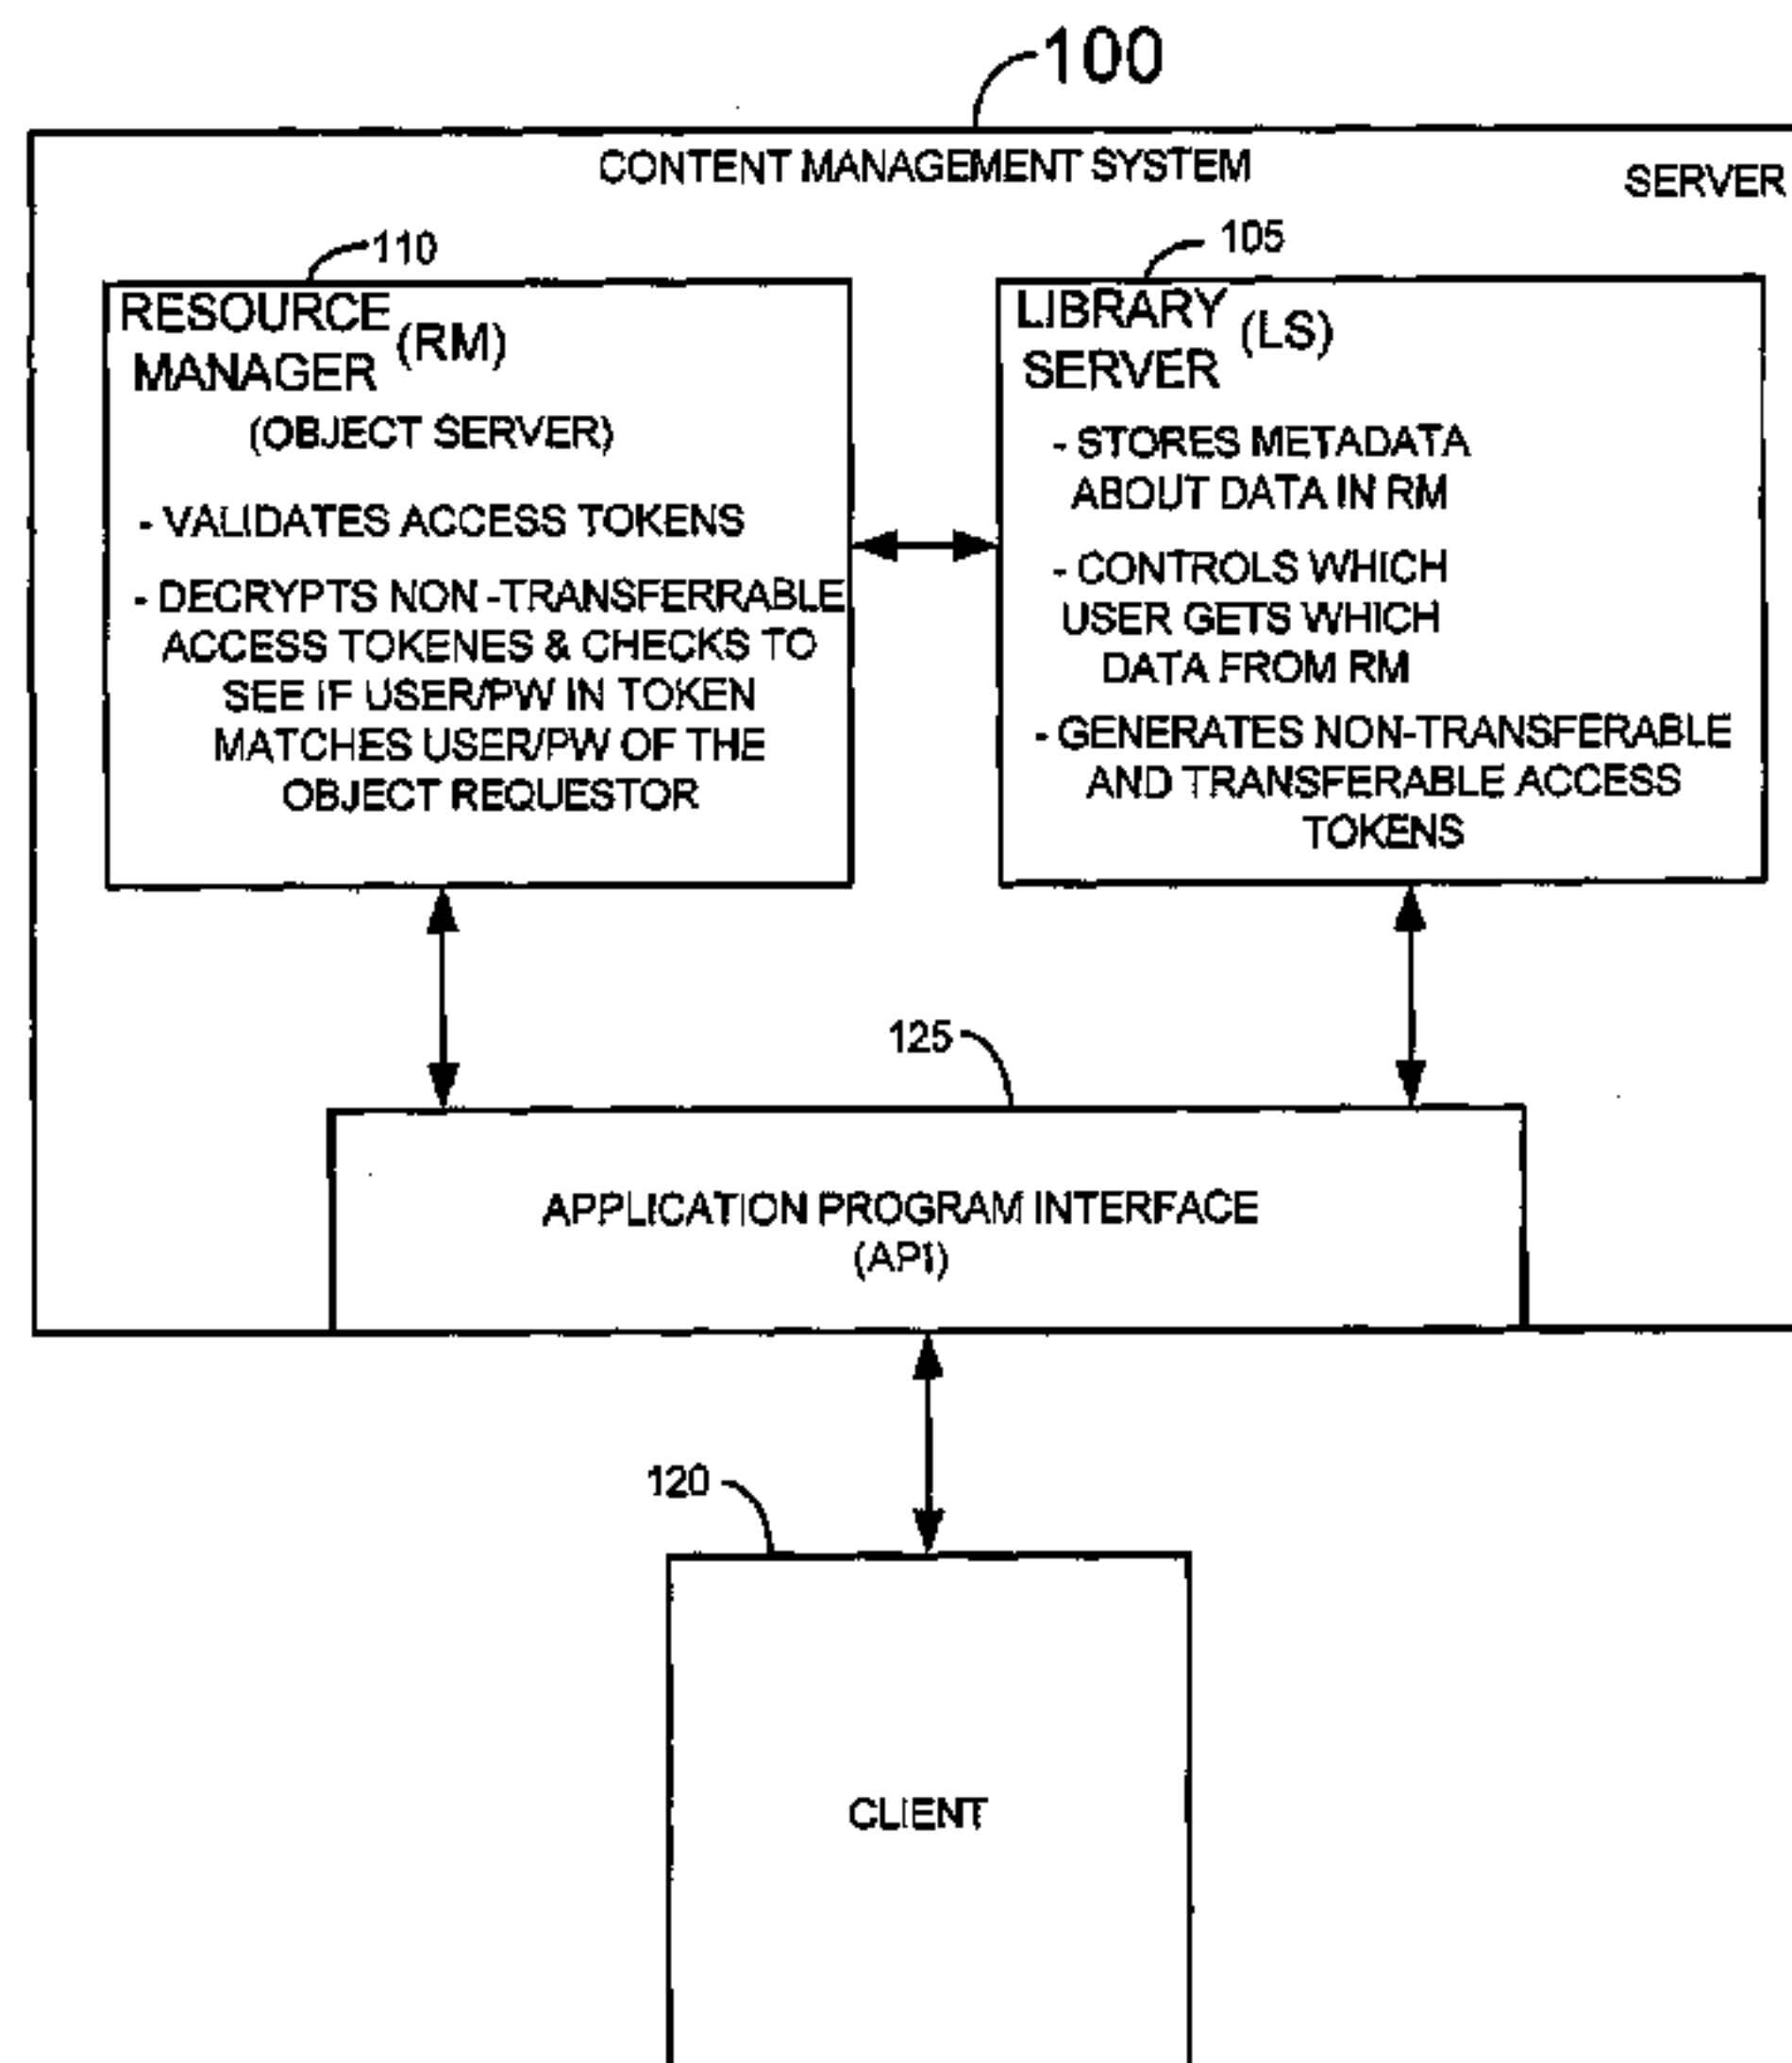 100
CONTENT MANAGEMENT SYSTEM
SERVER
110
RESOURCE
MANAGER (RM)
(OBJECT SERVER)
- VALIDATES ACCESS TOKENS
- DECRYPTS NON -TRANSFERRABLE
ACCESS TOKENES & CHECKS TO
SEE IF USER/PW IN TOKEN
MATCHES USER/PW OF THE
OBJECT REQUESTOR
105
LIBRARY
SERVER (LS)
- STORES METADATA
ABOUT DATA IN RM
- CONTROLS WHICH
USER GETS WHICH
DATA FROM RM
- GENERATES NON-TRANSFERABLE
AND TRANSFERABLE ACCESS
TOKENS
125
APPLICATION PROGRAM INTERFACE
(API)
120
CLIENT